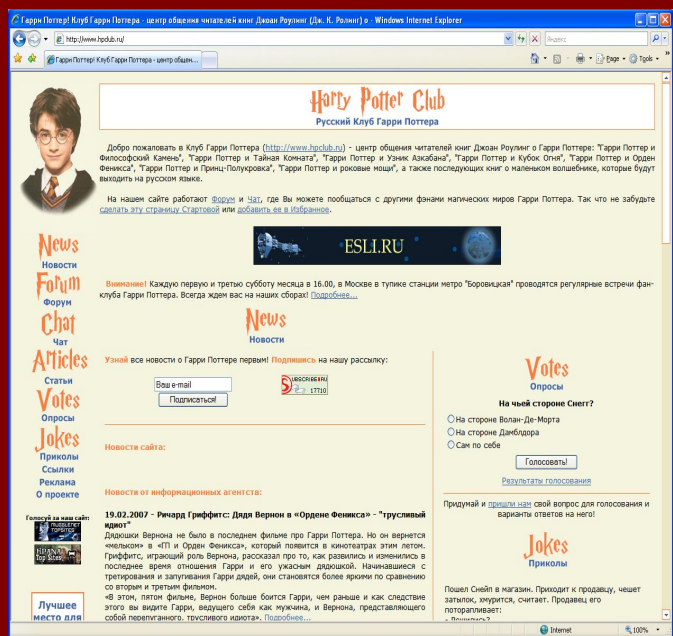 Гарри Поттер! Клуб Гарри Поттера - центр общения читателей книг Джоан Роулинг (Дж. К. Ролинг) о - Windows Internet Explorer
http://www.hpclub.ru/
Яндекс
Гарри Поттер! Клуб Гарри Поттера - центр общен...
Page
Tools
Harry Potter Club
Русский Клуб Гарри Поттера
Добро пожаловать в Клуб Гарри Поттера (http://www.hpclub.ru) - центр общения читателей книг Джоан Роулинг о Гарри Поттере: "Гарри Поттер и
Философский Камень", "Гарри Поттер и Тайная Комната", "Гарри Поттер и Узник Азкабана", "Гарри Поттер и Кубок Огня", "Гарри Поттер и Орден
Феникса", "Гарри Поттер и Принц-Полукровка", "Гарри Поттер и роковые мощи", а также последующих книг о маленьком волшебнике, которые будут
выходить на русском языке.
На нашем сайте работают Форум и Чат, где Вы можете пообщаться с другими фэнами магических миров Гарри Поттера. Так что не забудьте
сделать эту страницу Стартовой или добавить ее в Избранное.
ESLI.RU
Внимание! Каждую первую и третью субботу месяца в 16.00, в Москве в тупике станции метро "Боровицкая" проводятся регулярные встречи фан-
клуба Гарри Поттера. Всегда ждем вас на наших сборах! Подробнее...
News
Новости
Forum
Форум
Chat
Чат
Articles
Статьи
Votes
Опросы
Jokes
Приколы
Ссылки
Реклама
О проекте
Голосуй за наш сайт:
MUGGLENET
TOPSITES
HPANA
Top Sites
Лучшее
место для
News
Новости
Узнай все новости о Гарри Поттере первым! Подпишись на нашу рассылку:
Ваш e-mail
Подписаться!
SUBSCRIBE.RU
17710
Новости сайта:
Новости от информационных агентств:
19.02.2007 - Ричард Гриффитс: Дядя Вернон в «Ордене Феникса» - "трусливый
идиот"
Дядюшки Вернона не было в последнем фильме про Гарри Поттера. Но он вернется
«мельком» в «ГП и Орден Феникса», который появится в кинотеатрах этим летом.
Гриффитс, играющий роль Вернона, рассказал про то, как развились и изменились в
последнее время отношения Гарри и его ужасным дядюшкой. Начинавшиеся с
третирования и запугивания Гарри дядей, они становятся более яркими по сравнению
со вторым и третьим фильмом.
«В этом, пятом фильме, Вернон больше боится Гарри, чем раньше и как следствие
этого вы видите Гарри, ведущего себя как мужчина, и Вернона, представляющего
собой перепуганного, трусливого идиота». Подробнее...
Votes
Опросы
На чьей стороне Снегг?
На стороне Волан-Де-Морта
На стороне Дамблдора
Сам по себе
Голосовать!
Результаты голосования
Придумай и пришли нам свой вопрос для голосования и
варианты ответов на него!
Jokes
Приколы
Пошел Снейп в магазин. Приходит к продавцу, чешет
затылок, хмурится, считает. Продавец его
поторапливает:
- Решились?
Internet
100%